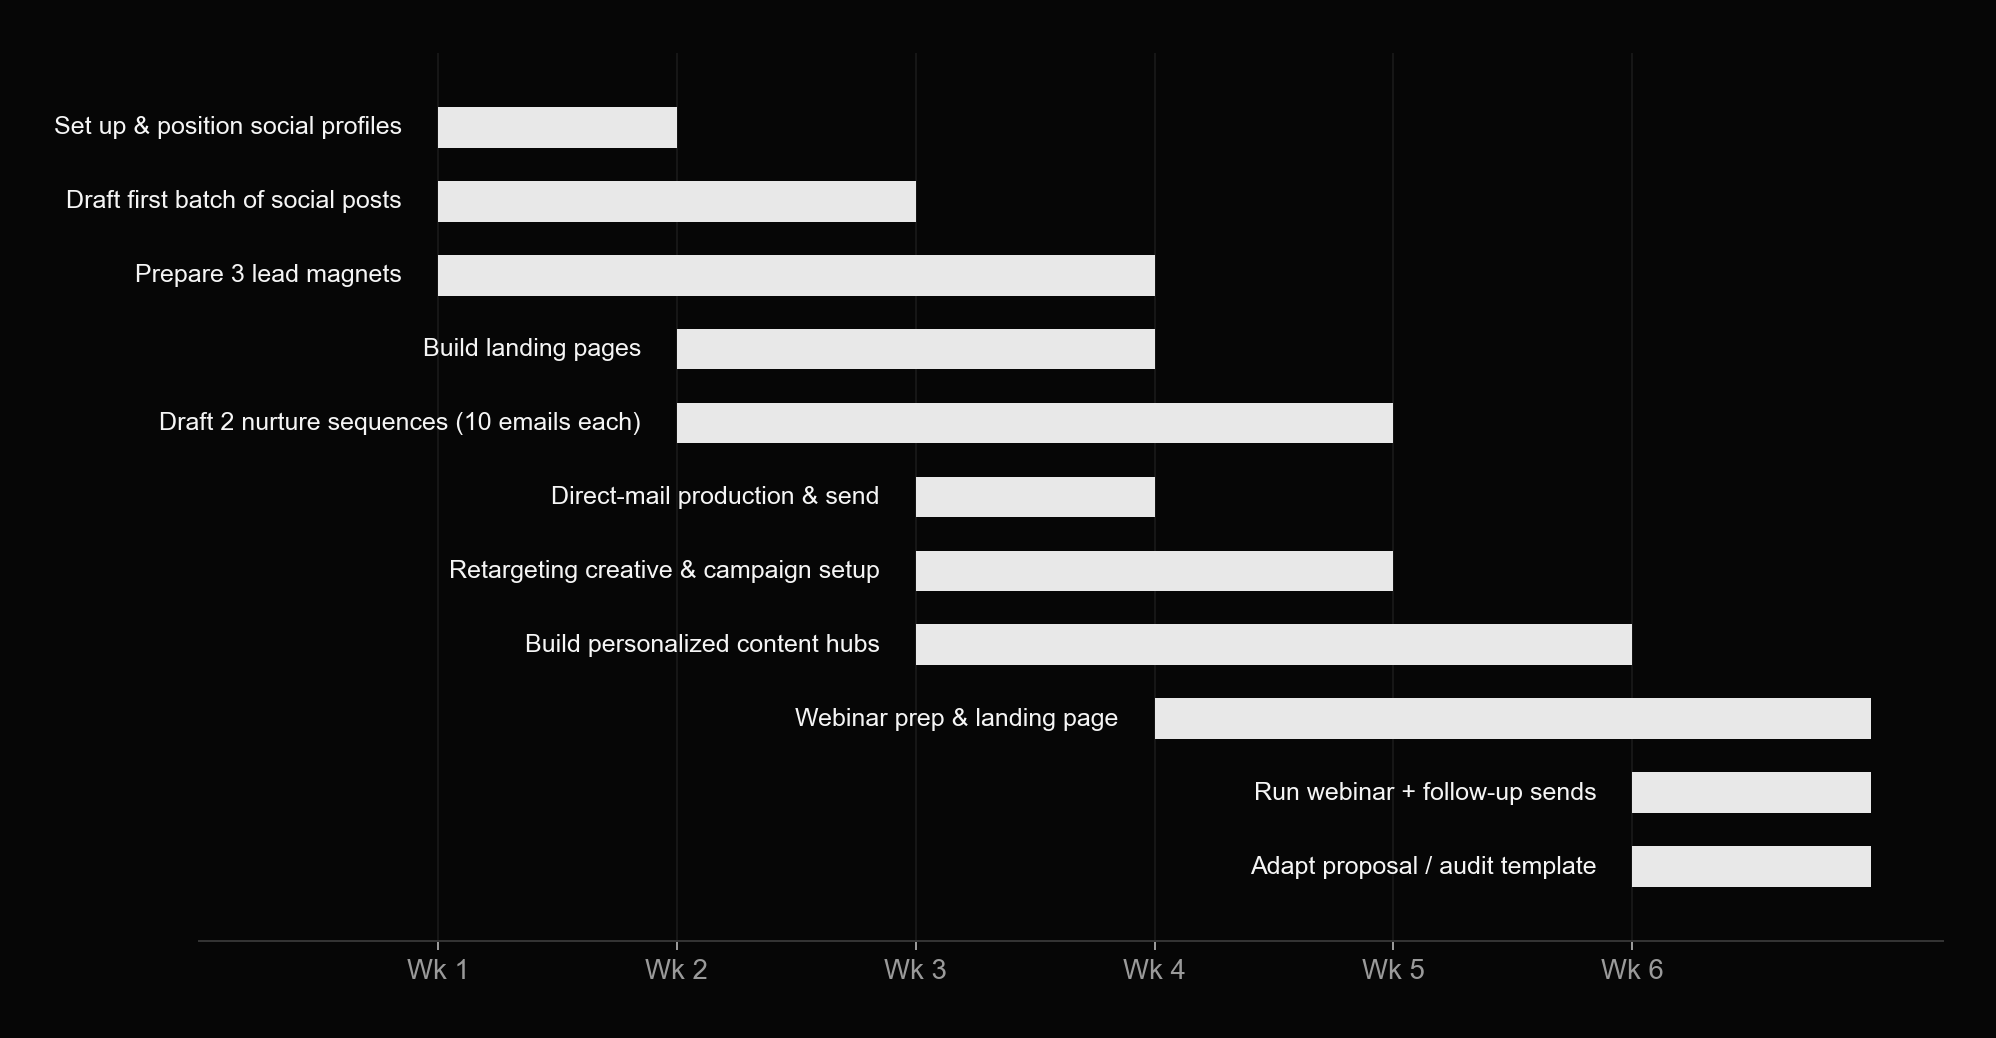 Set up & position social profiles
Draft first batch of social posts
Prepare 3 lead magnets
Build landing pages
Draft 2 nurture sequences (10 emails each)
Direct-mail production & send
Retargeting creative & campaign setup
Build personalized content hubs
Webinar prep & landing page
Run webinar + follow-up sends
Adapt proposal / audit template
Wk 1 Wk 2 Wk 3 Wk 4 Wk 5 Wk 6